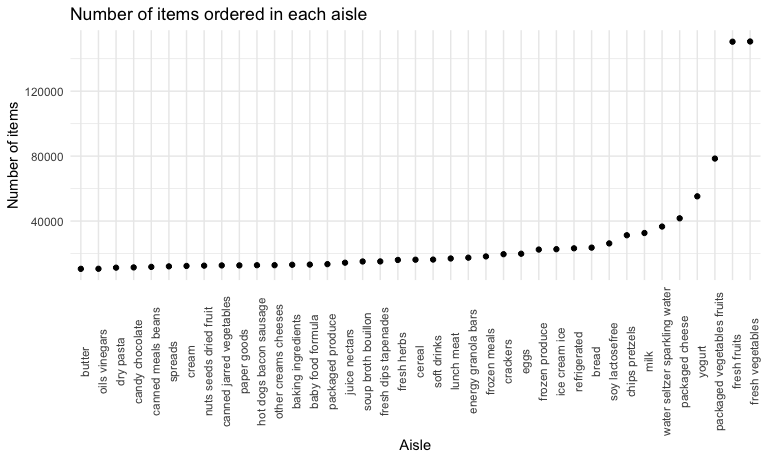 Number of items ordered in each aisle
Number of items
120000
80000
40000
butter
oils vinegars
dry pasta
candy chocolate
canned meals beans
spreads
cream
nuts seeds dried fruit
canned jarred vegetables
paper goods
hot dogs bacon sausage
other creams cheeses
baking ingredients
baby food formula
packaged produce
juice nectars
soup broth bouillon
fresh dips tapenades
fresh herbs
cereal
soft drinks
lunch meat
energy granola bars
frozen meals
crackers
eggs
frozen produce
ice cream ice
refrigerated
bread
soy lactosefree
chips pretzels
milk
water seltzer sparkling water
packaged cheese
yogurt
packaged vegetables fruits
fresh fruits
fresh vegetables
Aisle